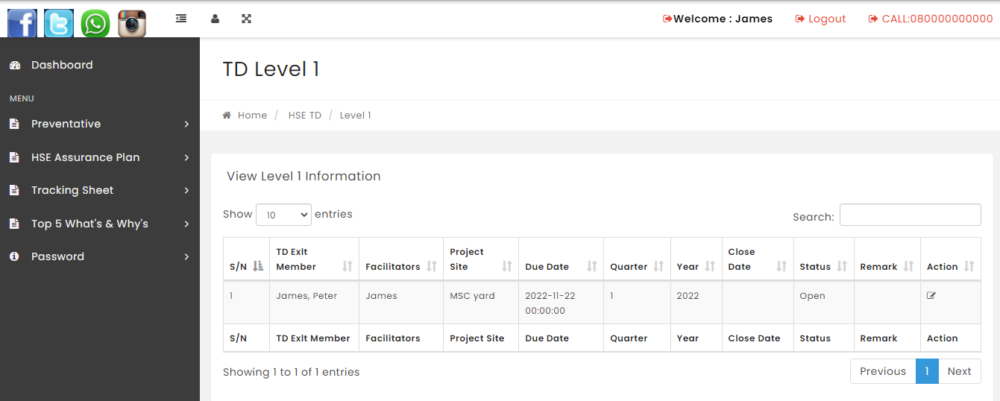 Welcome : James Logout CALL:080000000000
Dashboard
MENU
Preventative
HSE Assurance Plan
Tracking Sheet
Top 5 What's & Why's
Password
TD Level 1
Home / HSE TD / Level 1
View Level 1 Information
Show 10 entries
Search:
S/N TD Exlt Member Facilitators Project Site Due Date Quarter Year Close Date Status Remark Action
1 James, Peter James MSC yard 2022-11-22 00:00:00 1 2022 Open
S/N TD Exlt Member Facilitators Project Site Due Date Quarter Year Close Date Status Remark Action
Showing 1 to 1 of 1 entries
Previous 1 Next